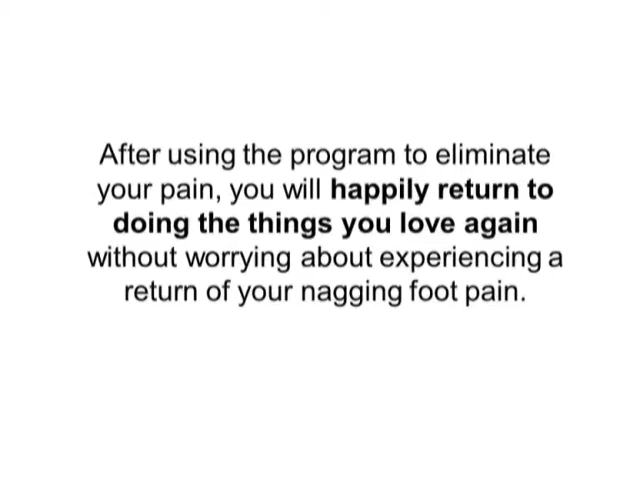 After using the program to eliminate
your pain, you will happily return to
doing the things you love again
without worrying about experiencing a
return of your nagging foot pain.